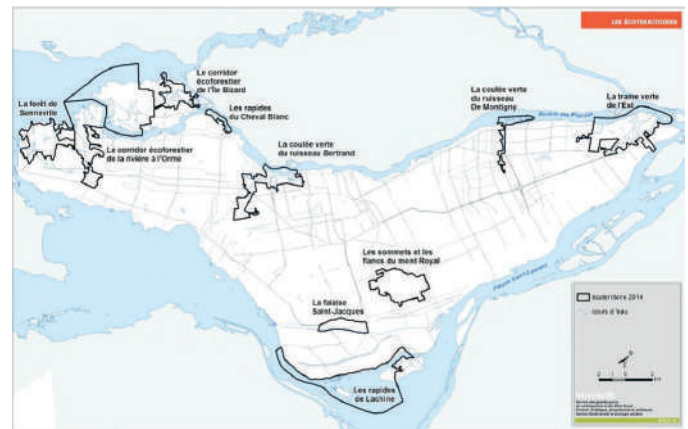 LES ÉCOTERRITOIRES
La forêt de
Senneville
Le corridor
écoforestier
de l'Île Bizard
Les rapides
du Cheval Blanc
Le corridor écoforestier
de la rivière à l'Orme
La coulée verte
du ruisseau Bertrand
La coulée verte
du ruisseau
De Montigny
La trame verte
de l'Est
Rivière des Prairies
Les sommets et les
flancs du mont Royal
La falaise
Saint-Jacques
Les rapides
de Lachine
Fleuve Saint-Laurent
écoterritoire 2014
cours d'eau
Montréal